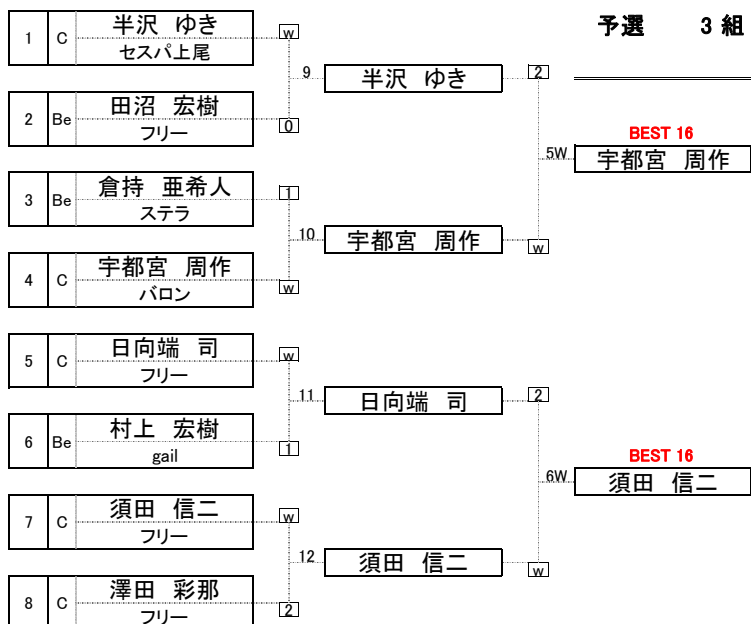 予選 3 組
1 C 半沢 ゆき W
セスパ上尾
9 半沢 ゆき 2
2 Be 田沼 宏樹
フリー 0
BEST 16
5W 宇都宮 周作
3 Be 倉持 亜希人 1
ステラ
10 宇都宮 周作 W
4 C 宇都宮 周作
バロン W
5 C 日向端 司 W
フリー
11 日向端 司 2
6 Be 村上 宏樹
gail 1
BEST 16
6W 須田 信二
7 C 須田 信二 W
フリー
12 須田 信二 W
8 C 澤田 彩那
フリー 2